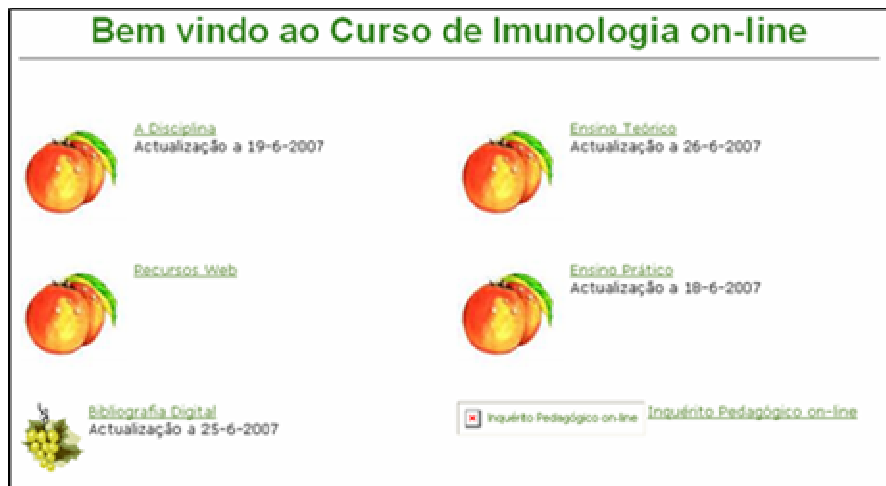 Bem vindo ao Curso de Imunologia on-line
A Disciplina
Actualização a 19-6-2007
Ensino Teórico
Actualização a 26-6-2007
Recursos Web
Ensino Prático
Actualização a 18-6-2007
Bibliografia Digital
Actualização a 25-6-2007
Inquérito Pedagógico on-line
Inquérito Pedagógico on-line